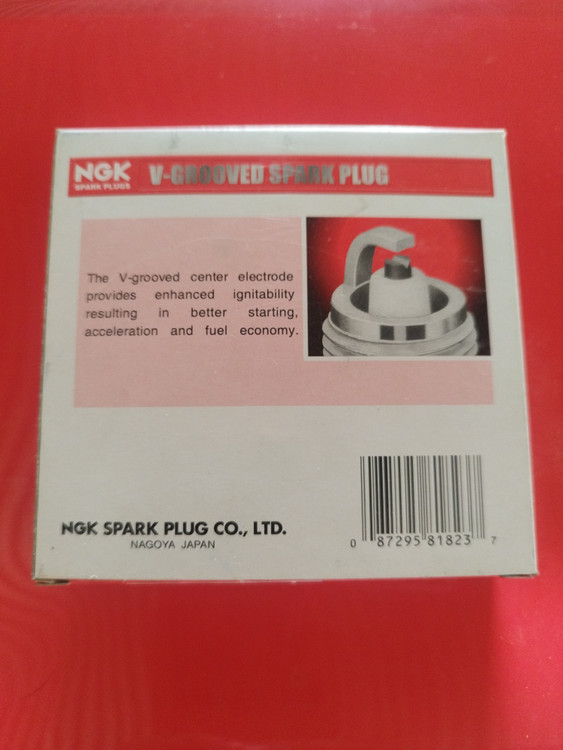 NGK
SPARK PLUGS
V-GROOVED SPARK PLUG
The V-grooved center electrode
provides enhanced ignitability
resulting in better starting,
acceleration and fuel economy.
NGK SPARK PLUG CO., LTD.
NAGOYA JAPAN
0 87295 81823 7